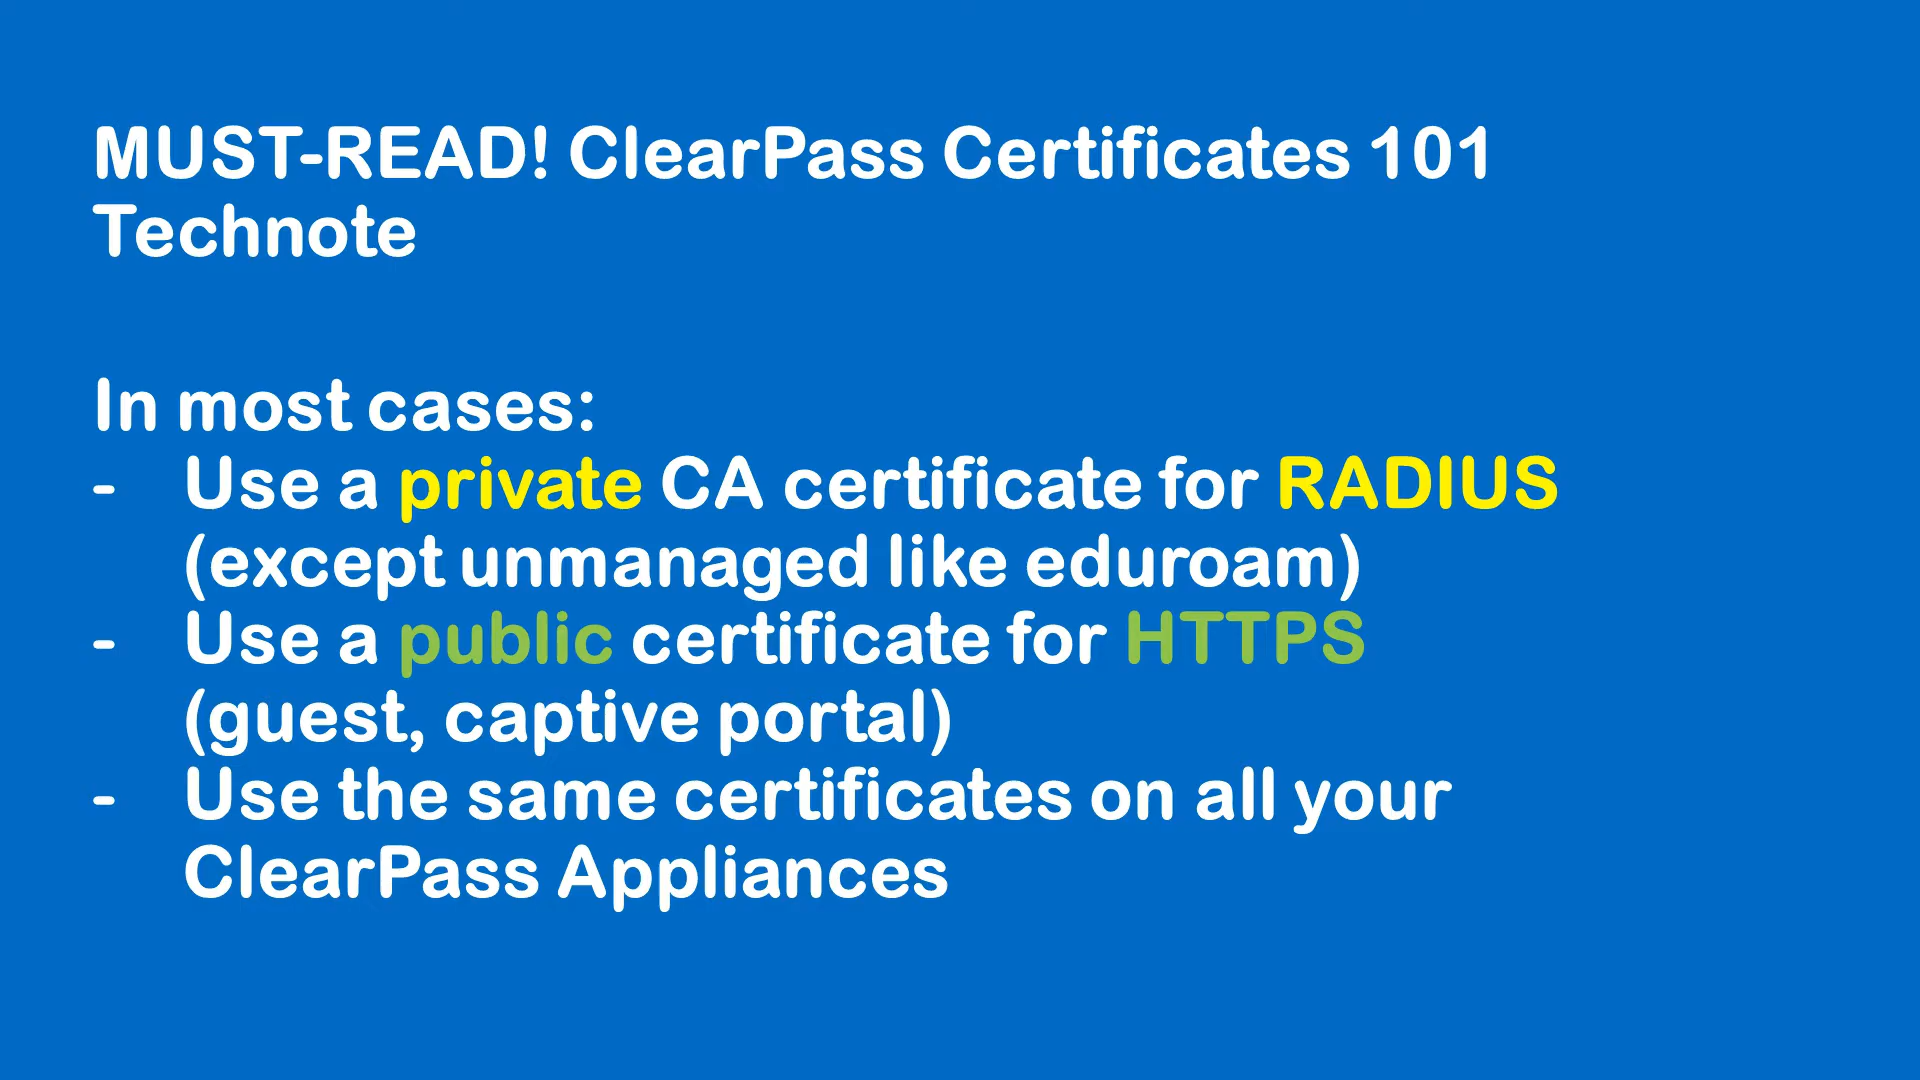 MUST-READ! ClearPass Certificates 101
Technote
In most cases:
- Use a private CA certificate for RADIUS
(except unmanaged like eduroam)
- Use a public certificate for HTTPS
(guest, captive portal)
- Use the same certificates on all your
ClearPass Appliances